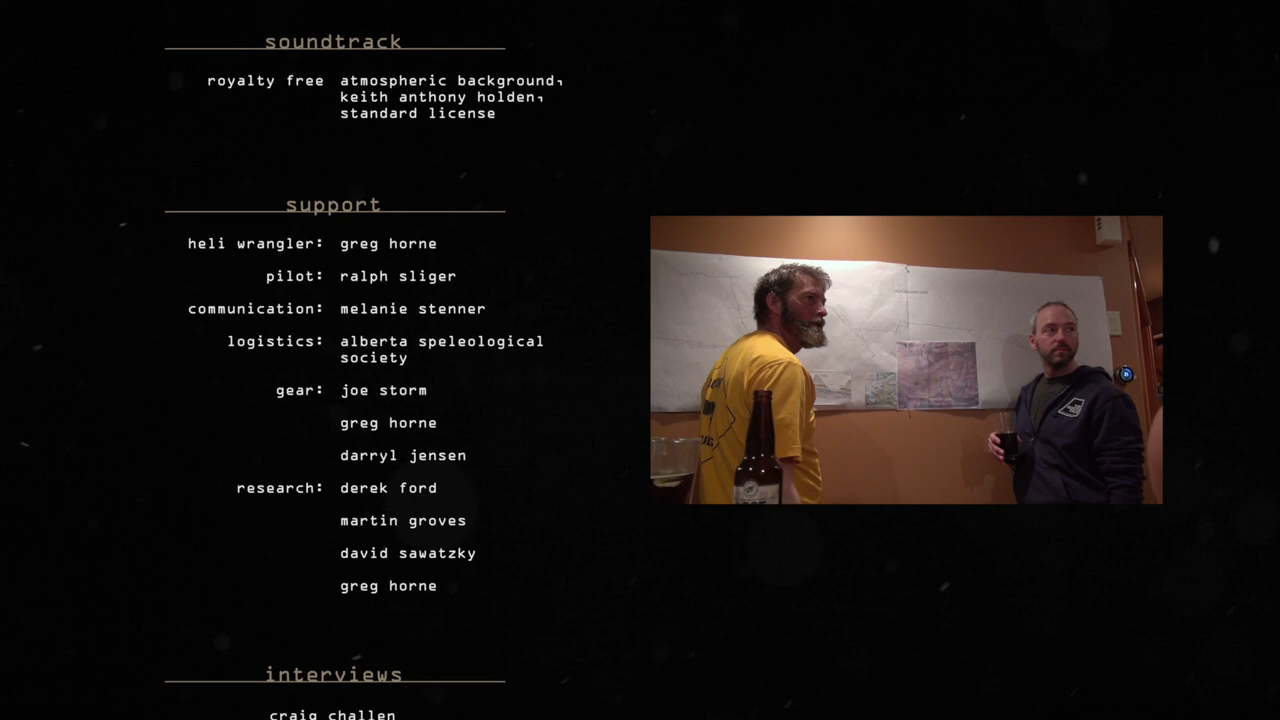 soundtrack
royalty free atmospheric background,
keith anthony holden,
standard license
support
heli wrangler: greg horne
pilot: ralph sliger
communication: melanie stenner
logistics: alberta speleological
society
gear: joe storm
greg horne
darryl jensen
research: derek ford
martin groves
david sawatzky
greg horne
interviews
craig challen